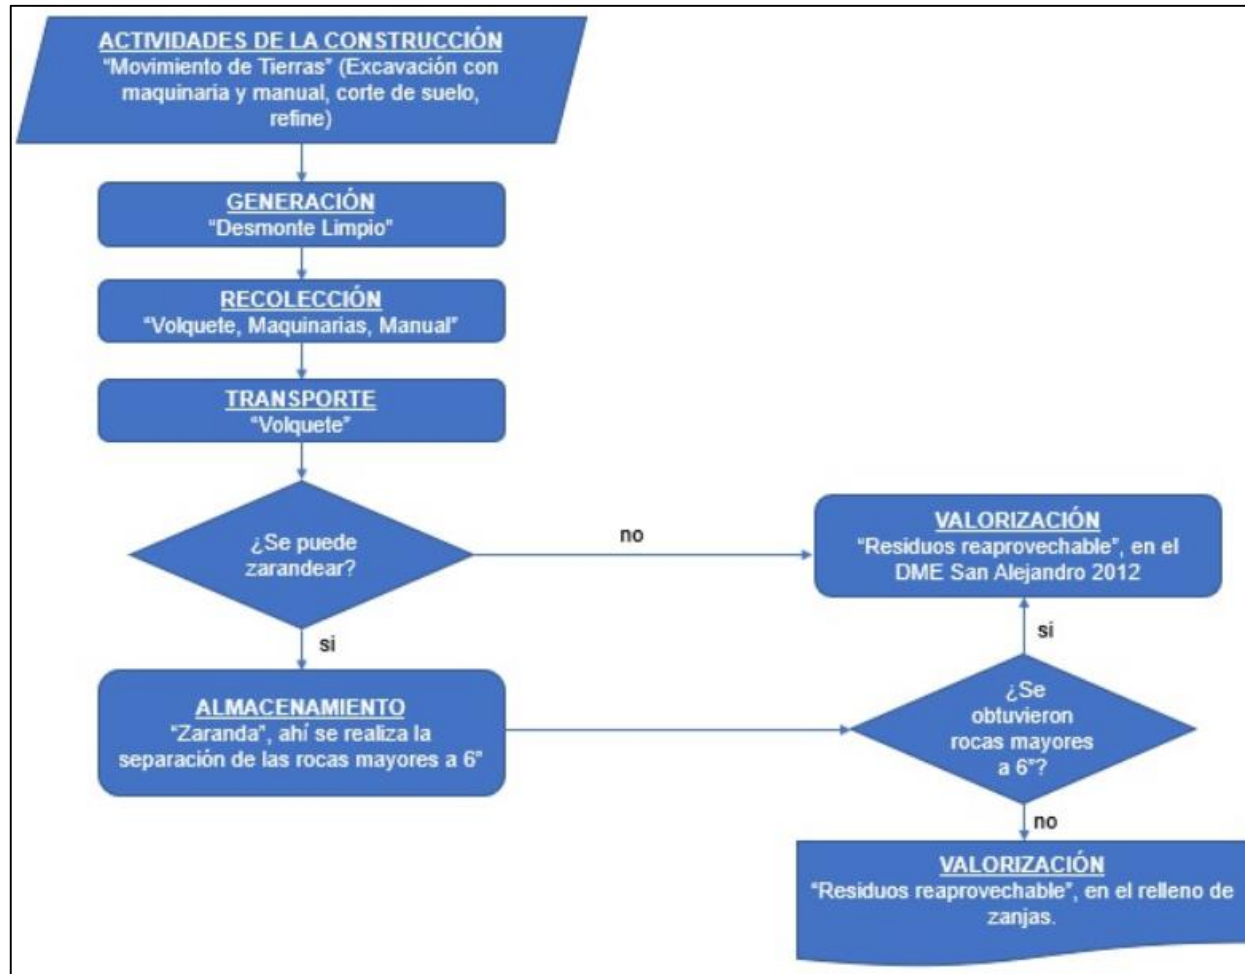 ACTIVIDADES DE LA CONSTRUCCIÓN
“Movimiento de Tierras” (Excavación con
maquinaria y manual, corte de suelo,
refine)
GENERACIÓN
“Desmonte Limpio”
RECOLECCIÓN
“Volquete, Maquinarias, Manual”
TRANSPORTE
“Volquete”
¿Se puede
zarandear?
no
VALORIZACIÓN
“Residuos reaprovechable”, en el
DME San Alejandro 2012
si
ALMACENAMIENTO
“Zaranda”, ahí se realiza la
separación de las rocas mayores a 6”
si
¿Se
obtuvieron
rocas mayores
a 6”?
no
VALORIZACIÓN
“Residuos reaprovechable”, en el relleno de
zanjas.